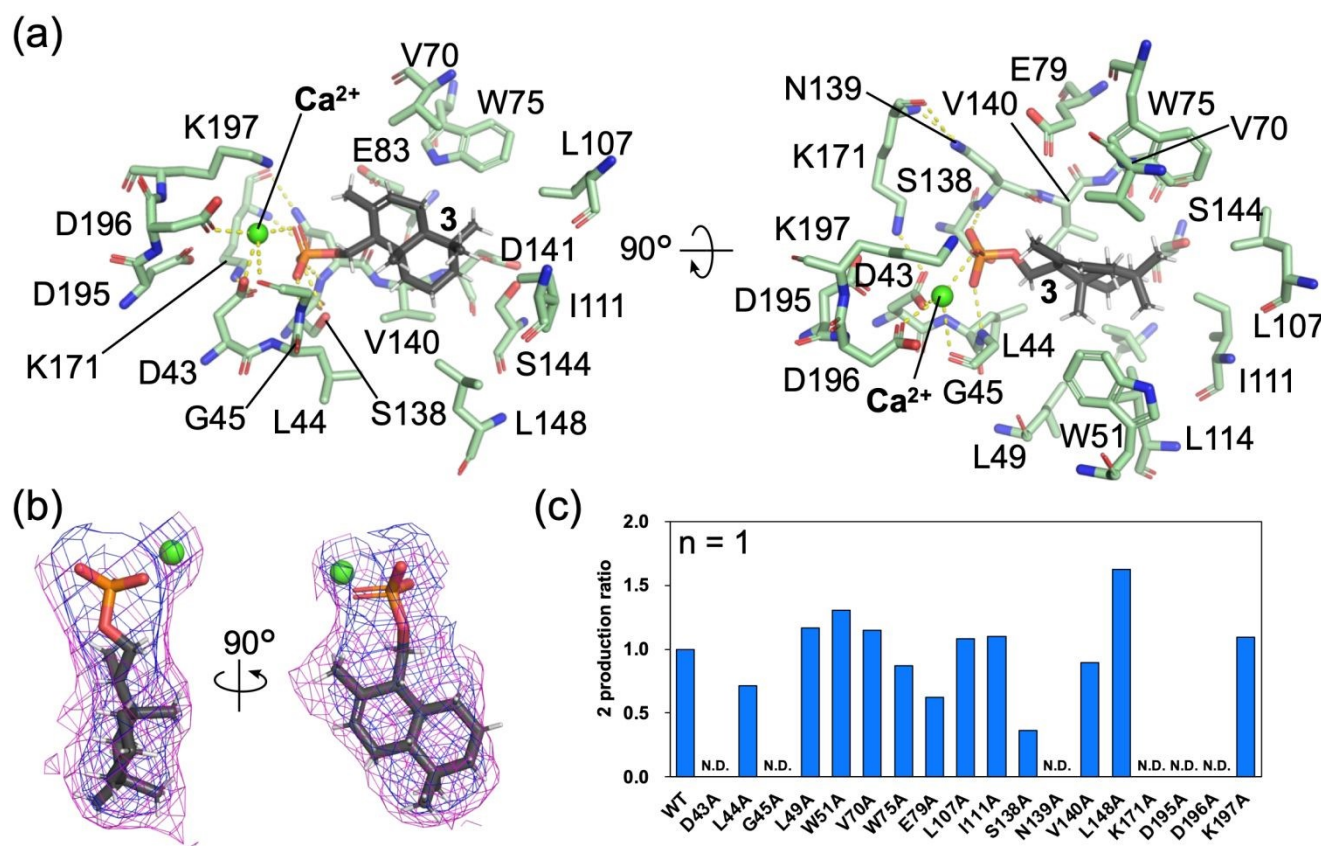 (a)
V70
Ca²⁺
W75
K197
E83
L107
D196
3
D141
D195
I111
V140
S144
K171
D43
G45
L44
S138
L148
90°
E79
N139
V140
W75
V70
K171
S138
S144
K197
D43
D195
3
L107
L44
D196
I111
Ca²⁺
G45
W51
L114
L49
(b)
90°
(c)
n = 1
2 production ratio
2.0
1.5
1.0
0.5
0.0
N.D.
N.D.
N.D.
N.D.
N.D.
N.D.
WT
D43A
L44A
G45A
L49A
W51A
V70A
W75A
E79A
L107A
I111A
S138A
N139A
V140A
L148A
K171A
D195A
D196A
K197A